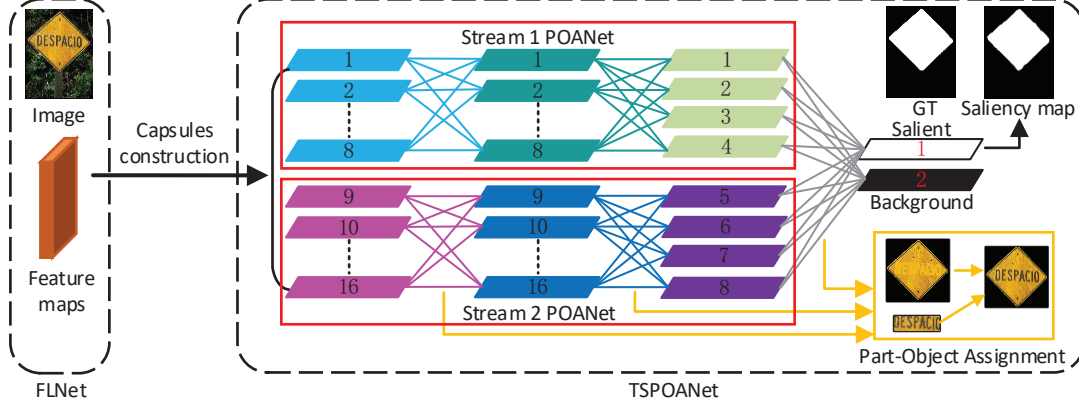 DESPACIO
Image
Feature
maps
FLNet
Capsules
construction
Stream 1 POANet
1
2
8
1
2
8
1
2
3
4
9
10
16
9
10
16
5
6
7
8
Stream 2 POANet
GT
Saliency map
Salient
1
2
Background
DESPACIO
DESPACIO
DESPACIO
Part-Object Assignment
TSPOANet